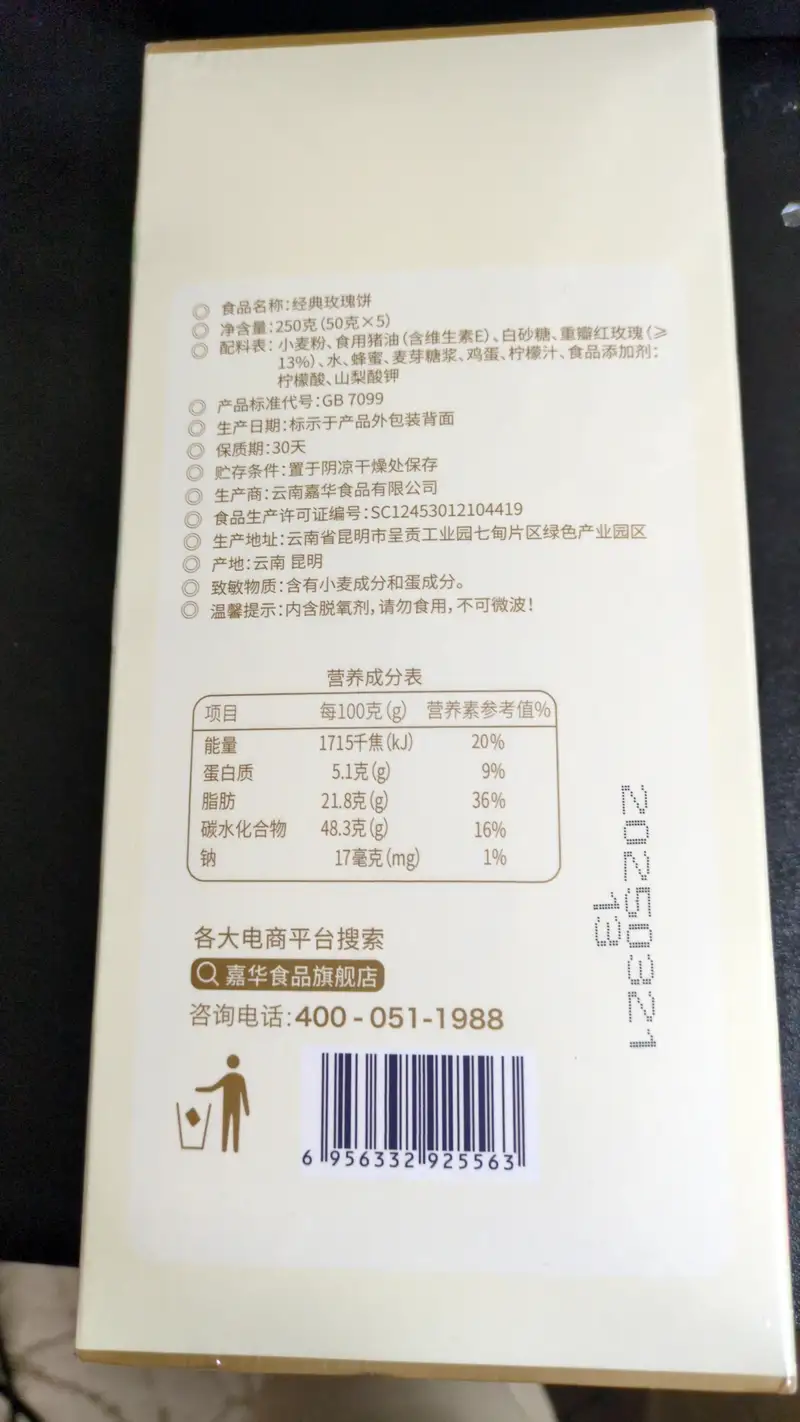 食品名称:经典玫瑰饼
净含量:250克(50克×5)
配料表:小麦粉、食用猪油(含维生素E)、白砂糖、重瓣红玫瑰(≥
13%)、水、蜂蜜、麦芽糖浆、鸡蛋、柠檬汁、食品添加剂:
柠檬酸、山梨酸钾
产品标准代号:GB 7099
生产日期:标示于产品外包装背面
保质期:30天
贮存条件:置于阴凉干燥处保存
生产商:云南嘉华食品有限公司
食品生产许可证编号:SC12453012104419
生产地址:云南省昆明市呈贡工业园七甸片区绿色产业园区
产地:云南 昆明
致敏物质:含有小麦成分和蛋成分。
温馨提示:内含脱氧剂,请勿食用,不可微波!
营养成分表
项目 每100克(g) 营养素参考值%
能量 1715千焦(kJ) 20%
蛋白质 5.1克(g) 9%
脂肪 21.8克(g) 36%
碳水化合物 48.3克(g) 16%
钠 17毫克(mg) 1%
20250321
13
各大电商平台搜索
嘉华食品旗舰店
咨询电话:400-051-1988
6 956332 925563